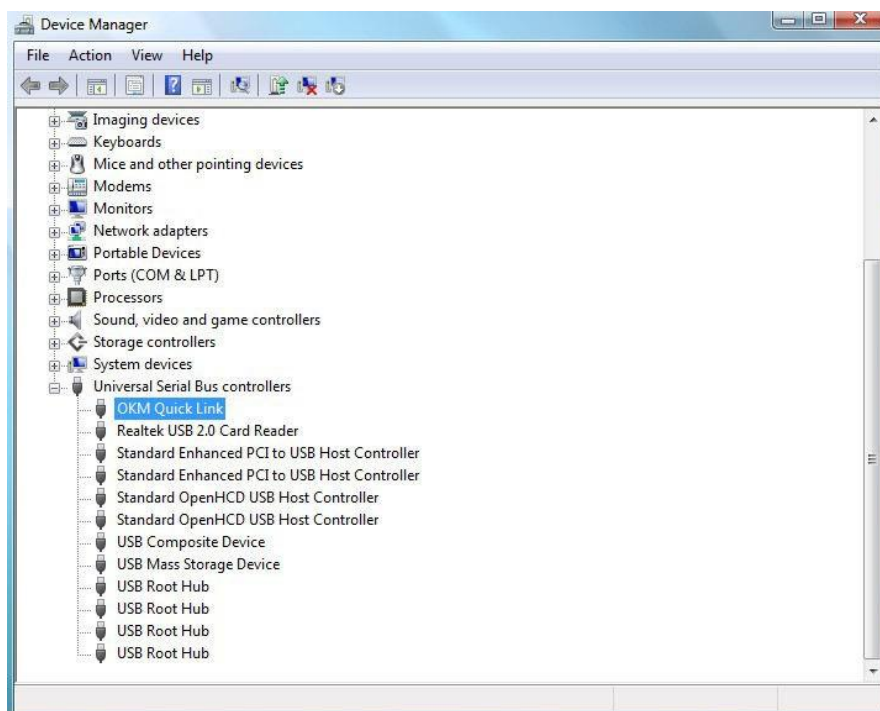 Device Manager
File Action View Help
Imaging devices
Keyboards
Mice and other pointing devices
Modems
Monitors
Network adapters
Portable Devices
Ports (COM & LPT)
Processors
Sound, video and game controllers
Storage controllers
System devices
Universal Serial Bus controllers
OKM Quick Link
Realtek USB 2.0 Card Reader
Standard Enhanced PCI to USB Host Controller
Standard Enhanced PCI to USB Host Controller
Standard OpenHCD USB Host Controller
Standard OpenHCD USB Host Controller
USB Composite Device
USB Mass Storage Device
USB Root Hub
USB Root Hub
USB Root Hub
USB Root Hub